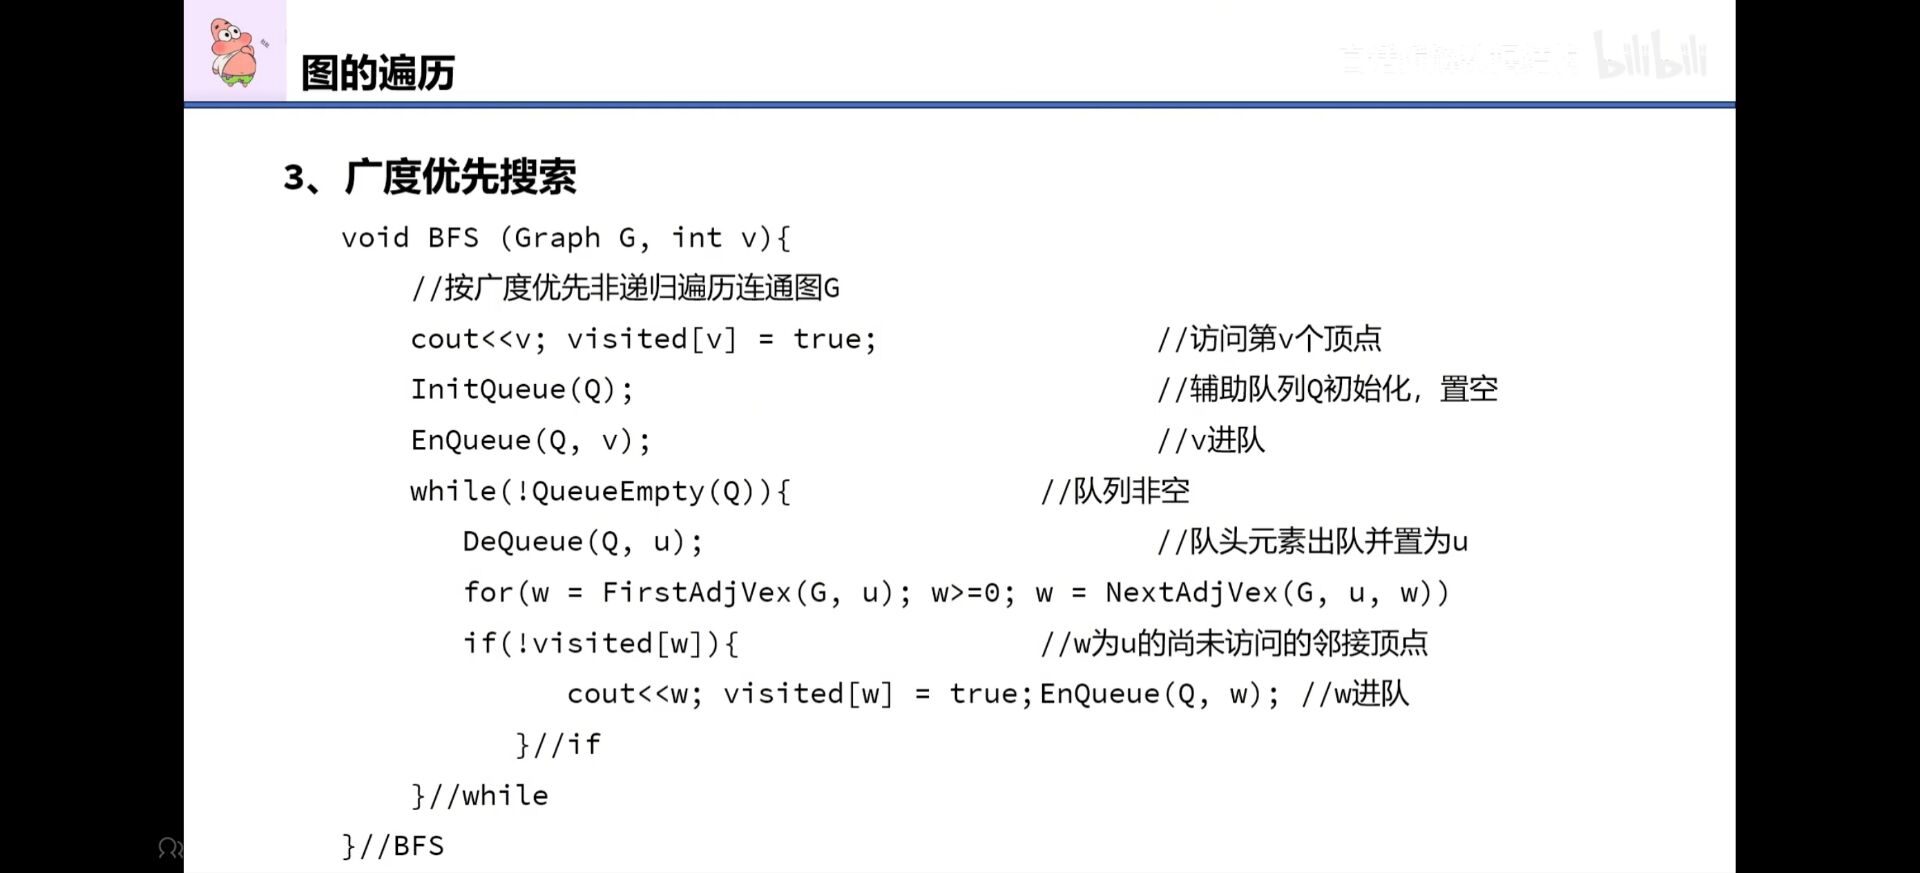 图的遍历
bilibili
3、广度优先搜索
void BFS (Graph G, int v){
//按广度优先非递归遍历连通图G
cout<<v; visited[v] = true; //访问第v个顶点
InitQueue(Q); //辅助队列Q初始化，置空
EnQueue(Q, v); //v进队
while(!QueueEmpty(Q)){ //队列非空
DeQueue(Q, u); //队头元素出队并置为u
for(w = FirstAdjVex(G, u); w>=0; w = NextAdjVex(G, u, w))
if(!visited[w]){ //w为u的尚未访问的邻接顶点
cout<<w; visited[w] = true;EnQueue(Q, w); //w进队
}//if
}//while
}//BFS